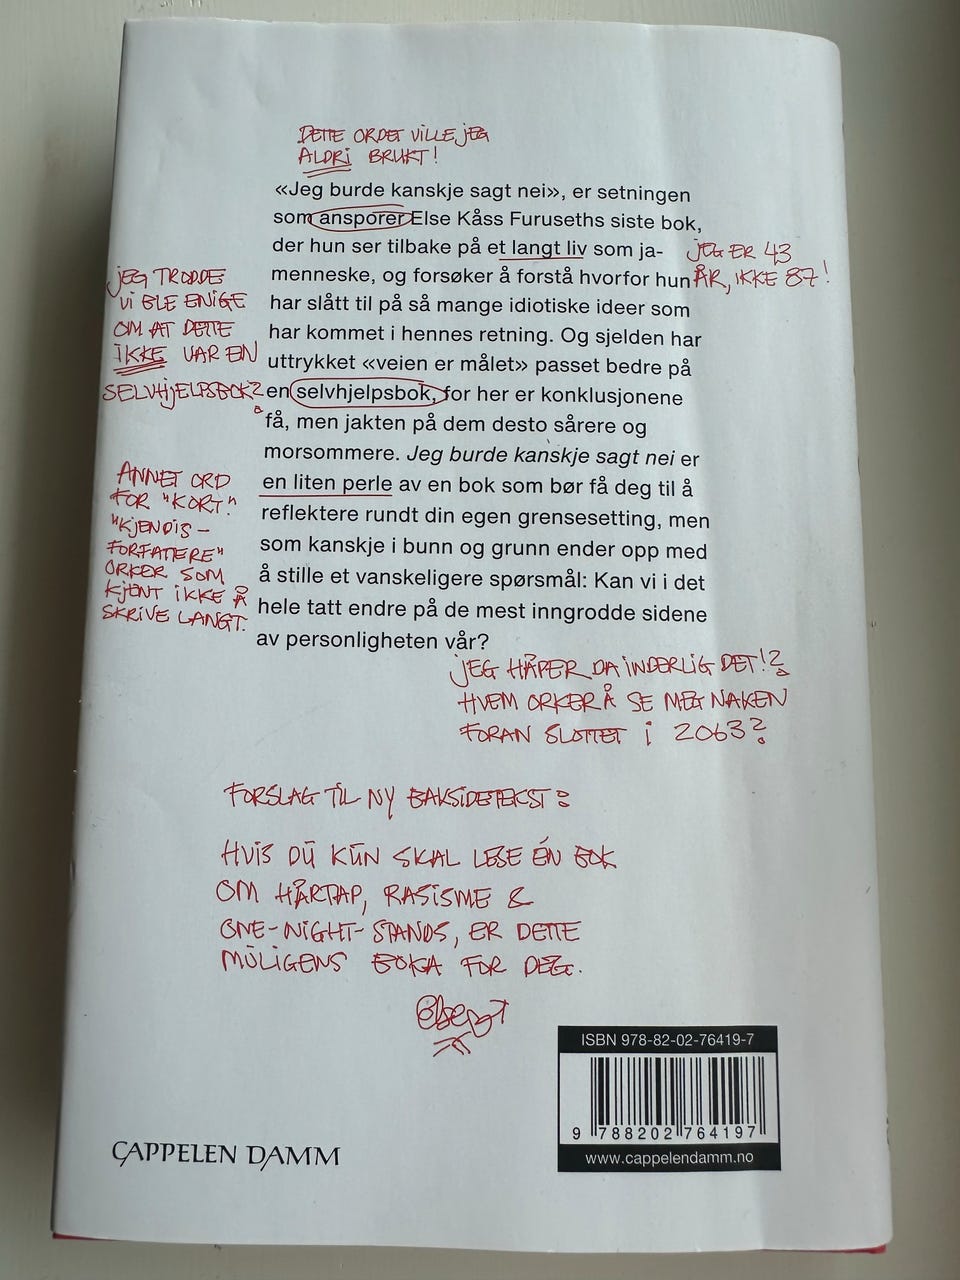 DETTE ORDET VILLE JEG
ALDRI BRUKT!
«Jeg burde kanskje sagt nei», er setningen
som ansporer Else Kåss Furuseths siste bok,
der hun ser tilbake på et langt liv som ja-
menneske, og forsøker å forstå hvorfor hun
har slått til på så mange idiotiske ideer som
har kommet i hennes retning. Og sjelden har
uttrykket «veien er målet» passet bedre på
en selvhjelpsbok, for her er konklusjonene
få, men jakten på dem desto sårere og
morsommere. Jeg burde kanskje sagt nei er
en liten perle av en bok som bør få deg til å
reflektere rundt din egen grensesetting, men
som kanskje i bunn og grunn ender opp med
å stille et vanskeligere spørsmål: Kan vi i det
hele tatt endre på de mest inngrodde sidene
av personligheten vår?
JEG ER 43
ÅR, IKKE 87!
JEG TRODDE
VI BLE ENIGE
OM AT DETTE
IKKE VAR EN
SELVHJELPSBOK?
ANNET ORD
FOR "KORT".
"KJENDIS-
FORFATTERE"
ORKER SOM
KJENT IKKE Å
SKRIVE LANGT.
JEG HÅPER DA INDERLIG DET!?
HVEM ORKER Å SE MEG NAKEN
FORAN SLOTTET I 2063?
FORSLAG TIL NY BAKSIDETEKST:
HVIS DU KUN SKAL LESE ÉN BOK
OM HÅRTAP, RASISME &
ONE-NIGHT-STANDS, ER DETTE
MULIGENS BOKA FOR DEG.
ISBN 978-82-02-76419-7
9 788202 764197
www.cappelendamm.no
CAPPELEN DAMM